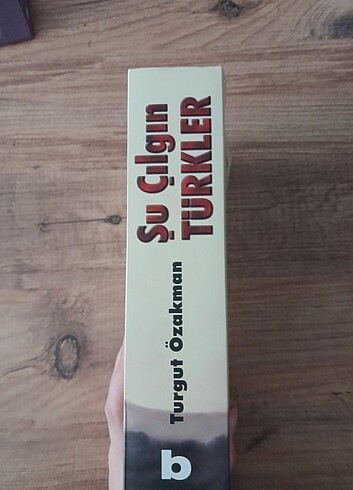 Şu Çılgın
TÜRKLER
Turgut Özakman
b